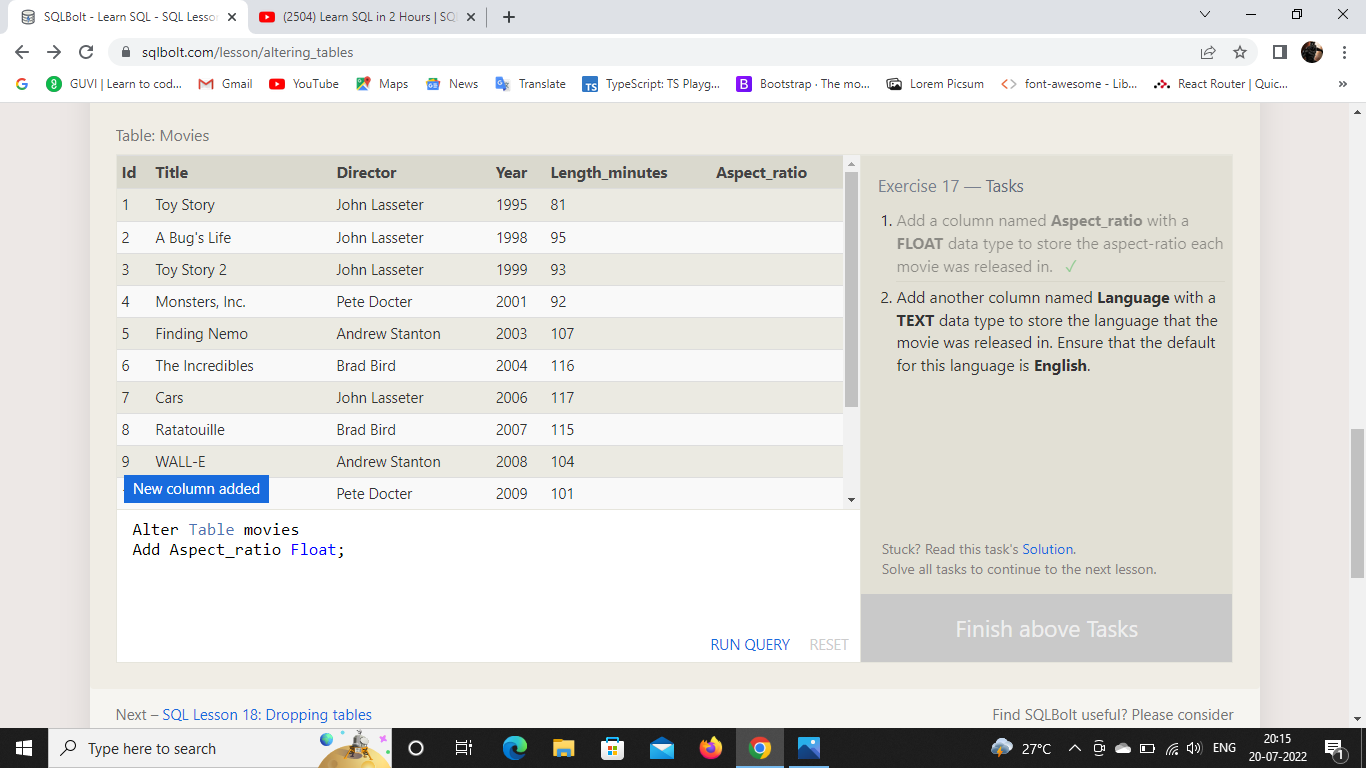 SQLBolt - Learn SQL - SQL Lesson
(2504) Learn SQL in 2 Hours | SQ
sqlbolt.com/lesson/altering_tables
GUVI | Learn to cod... Gmail YouTube Maps News Translate TypeScript: TS Playg... Bootstrap · The mo... Lorem Picsum font-awesome - Lib... React Router | Quic... »
Table: Movies
Id Title Director Year Length_minutes Aspect_ratio
1 Toy Story John Lasseter 1995 81
2 A Bug's Life John Lasseter 1998 95
3 Toy Story 2 John Lasseter 1999 93
4 Monsters, Inc. Pete Docter 2001 92
5 Finding Nemo Andrew Stanton 2003 107
6 The Incredibles Brad Bird 2004 116
7 Cars John Lasseter 2006 117
8 Ratatouille Brad Bird 2007 115
9 WALL-E Andrew Stanton 2008 104
Pete Docter 2009 101
New column added
Alter Table movies
Add Aspect_ratio Float;
RUN QUERY RESET
Exercise 17 — Tasks
1. Add a column named Aspect_ratio with a
FLOAT data type to store the aspect-ratio each
movie was released in. ✓
2. Add another column named Language with a
TEXT data type to store the language that the
movie was released in. Ensure that the default
for this language is English.
Stuck? Read this task's Solution.
Solve all tasks to continue to the next lesson.
Finish above Tasks
Next – SQL Lesson 18: Dropping tables
Find SQLBolt useful? Please consider
Type here to search
27°C
ENG
20:15
20-07-2022
1